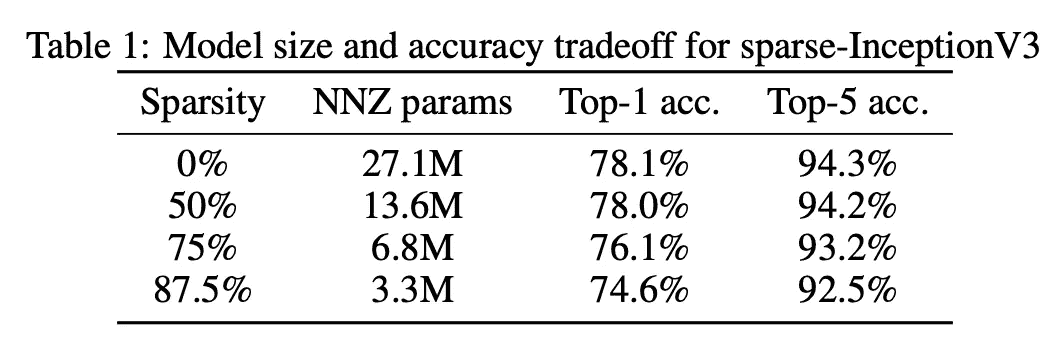 Table 1: Model size and accuracy tradeoff for sparse-InceptionV3
Sparsity NNZ params Top-1 acc. Top-5 acc.
0% 27.1M 78.1% 94.3%
50% 13.6M 78.0% 94.2%
75% 6.8M 76.1% 93.2%
87.5% 3.3M 74.6% 92.5%